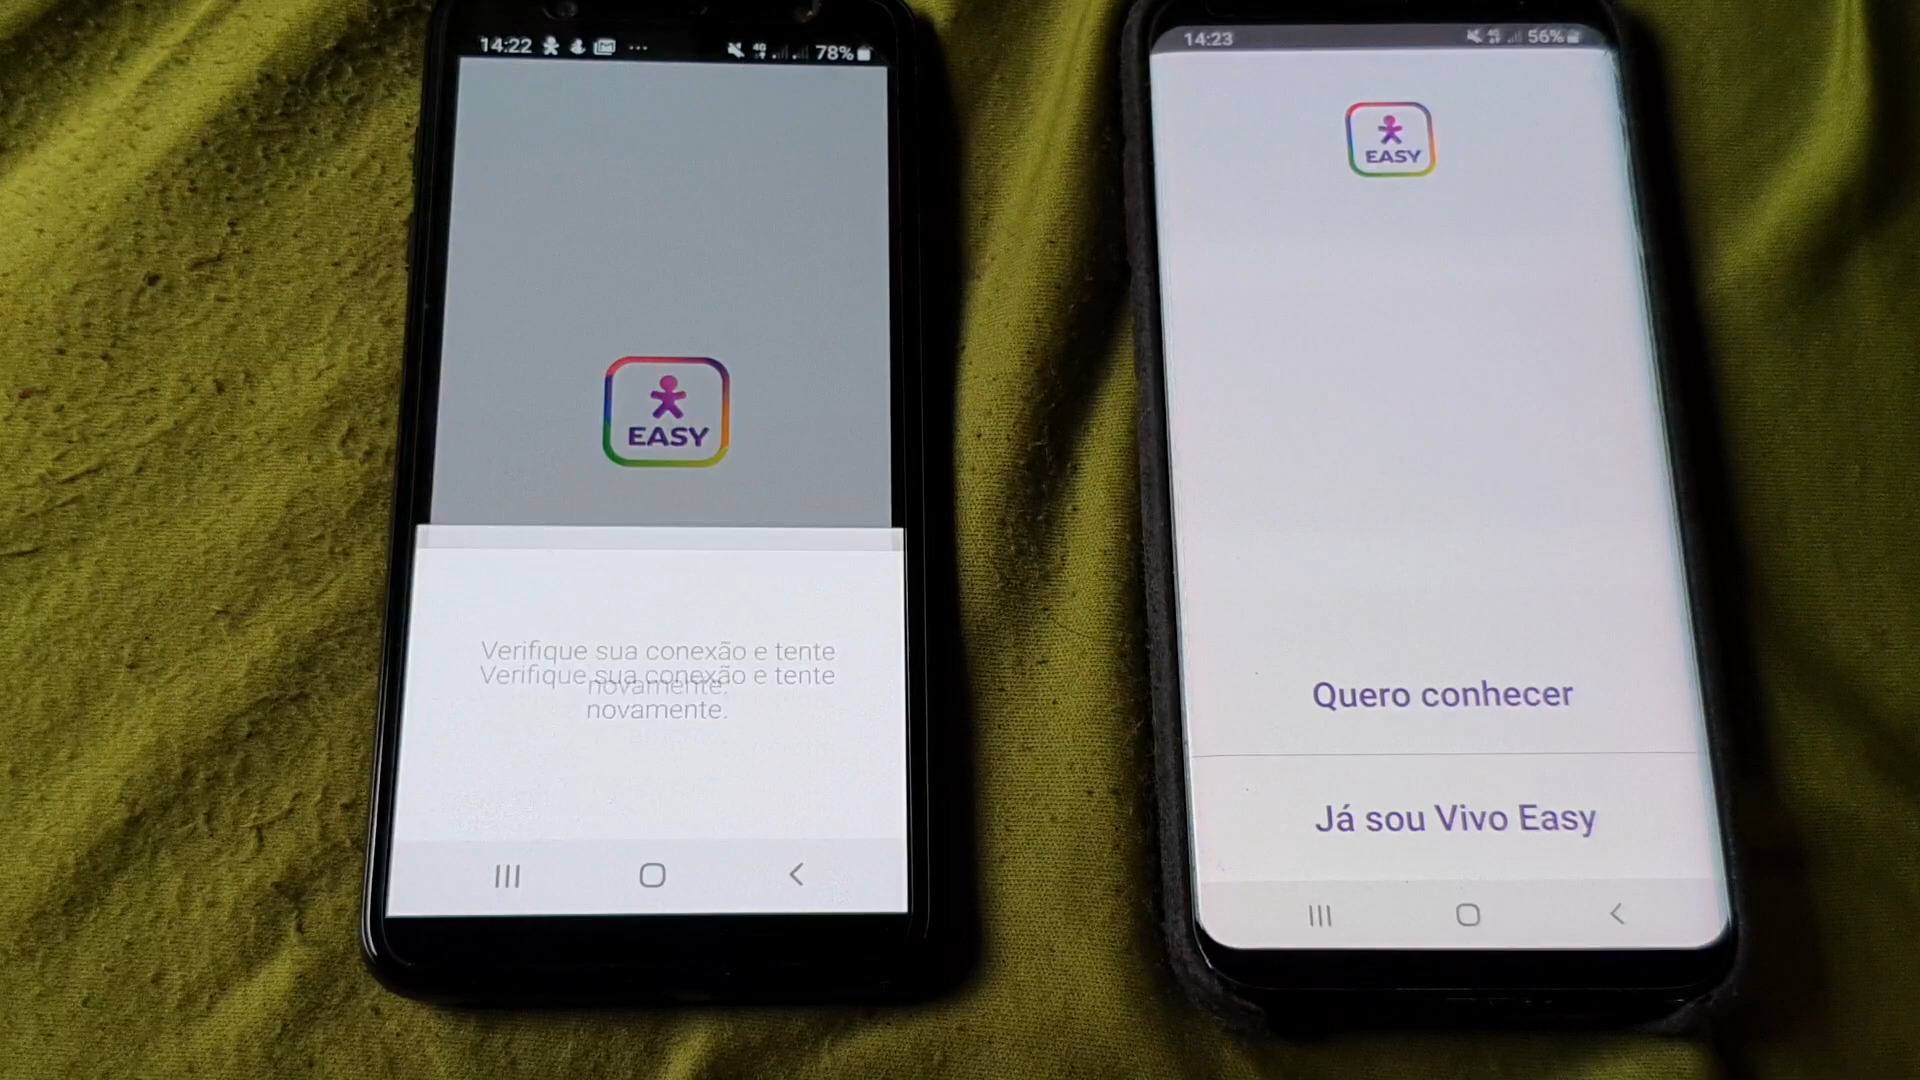 14:22
78%
EASY
Verifique sua conexão e tente
Verifique sua conexão e tente
novamente.
novamente.
14:23
56%
EASY
Quero conhecer
Já sou Vivo Easy